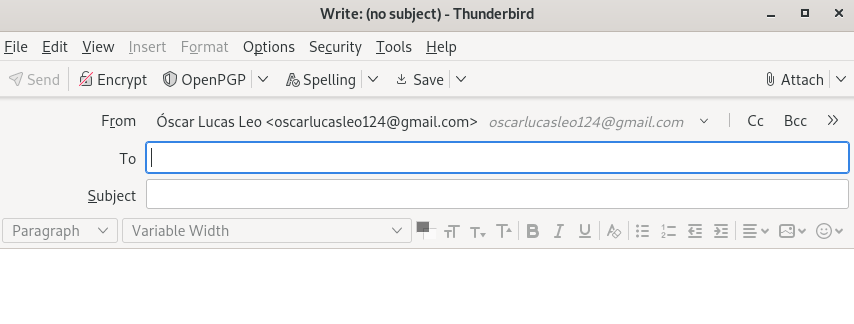 Write: (no subject) - Thunderbird
File Edit View Insert Format Options Security Tools Help
Send Encrypt OpenPGP Spelling Save Attach
From Óscar Lucas Leo <oscarlucasleo124@gmail.com> oscarlucasleo124@gmail.com Cc Bcc
To
Subject
Paragraph Variable Width